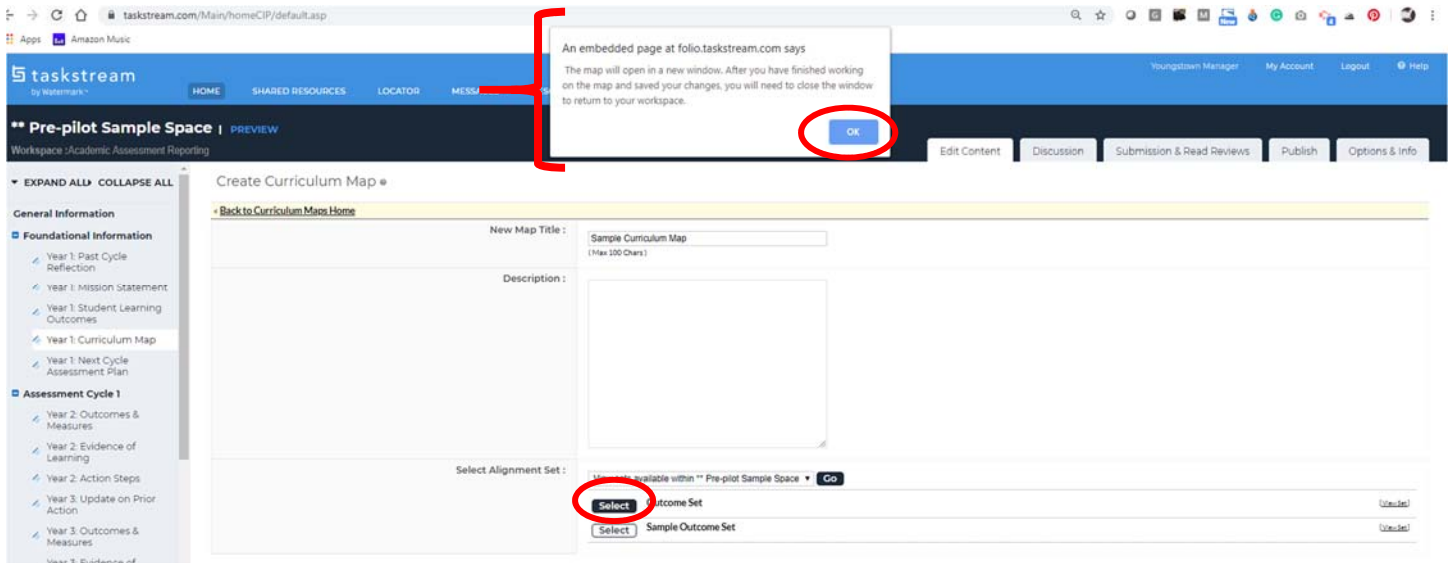 taskstream.com/Main/homeCIP/default.asp
Apps Amazon Music
An embedded page at folio.taskstream.com says
The map will open in a new window. After you have finished working
on the map and saved your changes, you will need to close the window
to return to your workspace.
OK
taskstream
by Watermark
HOME SHARED RESOURCES LOCATOR
Youngstown Manager My Account Logout Help
** Pre-pilot Sample Space | PREVIEW
Workspace :Academic Assessment Reporting
Edit Content Discussion Submission & Read Reviews Publish Options & Info
EXPAND ALL COLLAPSE ALL
Create Curriculum Map
« Back to Curriculum Maps Home
General Information
Foundational Information
Year 1: Past Cycle
Reflection
Year 1: Mission Statement
Year 1: Student Learning
Outcomes
Year 1: Curriculum Map
Year 1: Next Cycle
Assessment Plan
Assessment Cycle 1
Year 2: Outcomes &
Measures
Year 2: Evidence of
Learning
Year 2: Action Steps
Year 3: Update on Prior
Action
Year 3: Outcomes &
Measures
Year 3: Evidence of
New Map Title :
Sample Curriculum Map
(Max 100 Chars)
Description :
Select Alignment Set :
available within ** Pre-pilot Sample Space Go
Select Outcome Set [View Set]
Select Sample Outcome Set [View Set]